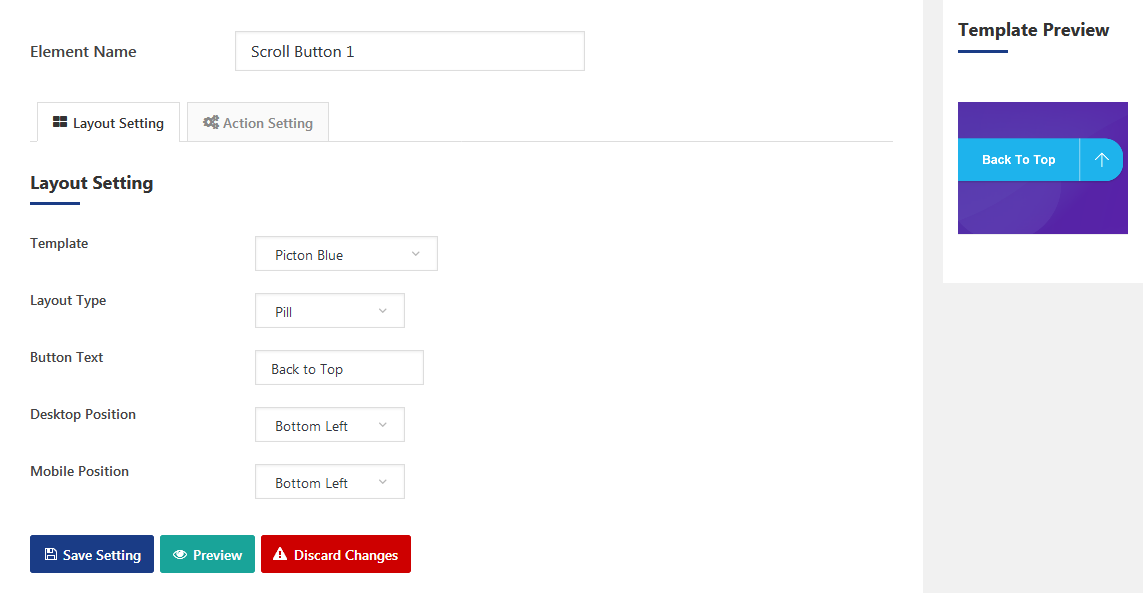 Element Name
Scroll Button 1
Layout Setting
Action Setting
Layout Setting
Template
Picton Blue
Layout Type
Pill
Button Text
Back to Top
Desktop Position
Bottom Left
Mobile Position
Bottom Left
Save Setting
Preview
Discard Changes
Template Preview
Back To Top